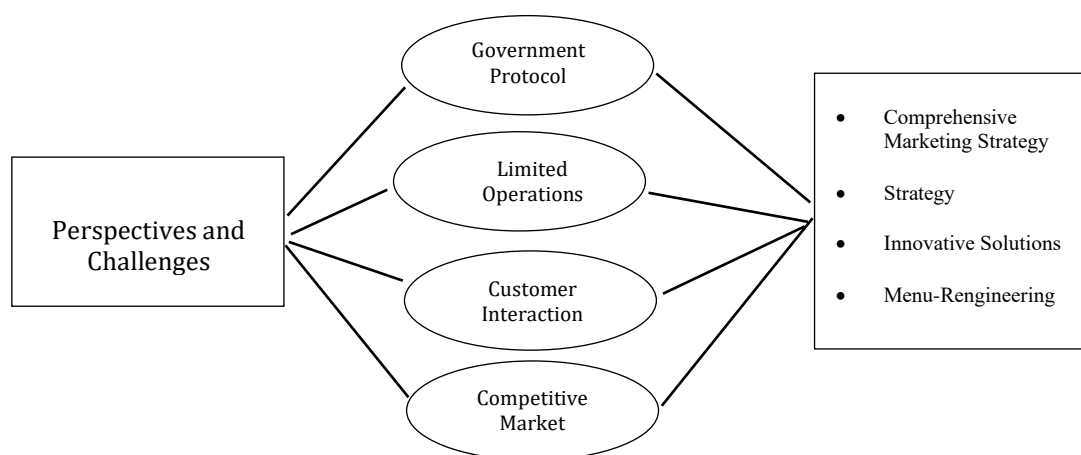 Perspectives and
Challenges
Government
Protocol
Limited
Operations
Customer
Interaction
Competitive
Market
• Comprehensive
Marketing Strategy
• Strategy
• Innovative Solutions
• Menu-Rengineering